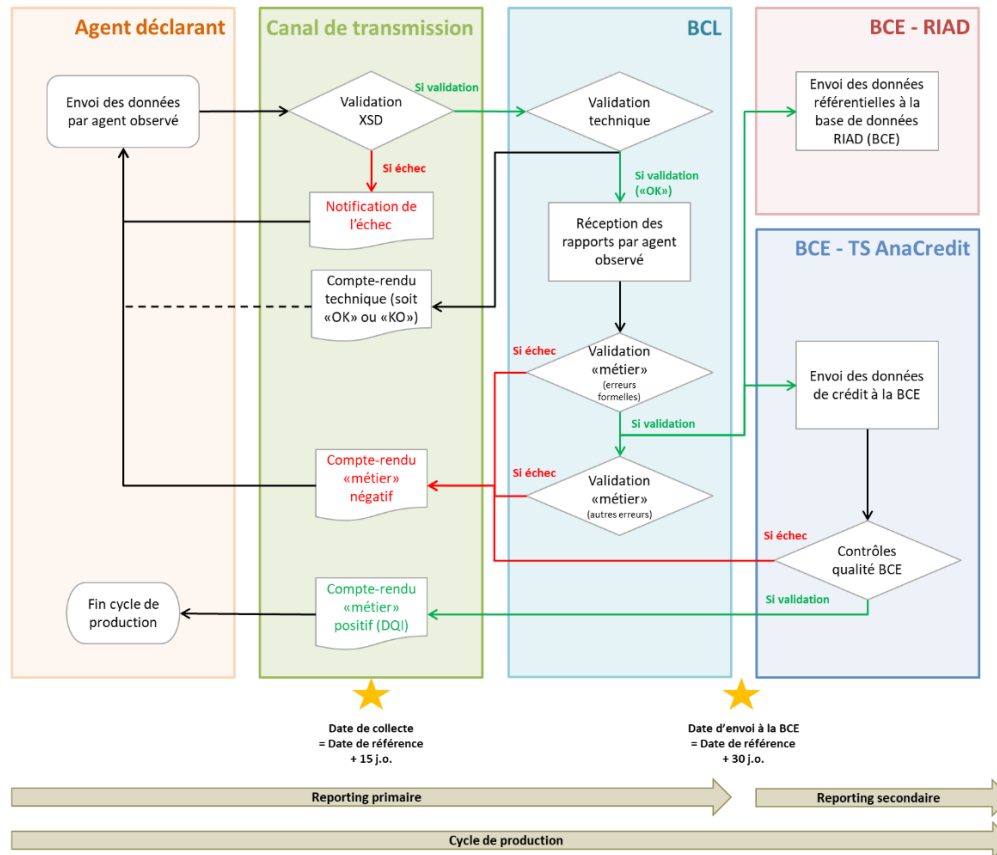 Agent déclarant
Canal de transmission
BCL
BCE - RIAD
Envoi des données
par agent observé
Validation
XSD
Si validation
Validation
technique
Envoi des données
référentielles à la
base de données
RIAD (BCE)
Si échec
Si validation
(«OK»)
Notification de
l'échec
Réception des
rapports par agent
observé
BCE - TS AnaCredit
Compte-rendu
technique (soit
«OK» ou «KO»)
Si échec
Validation
«métier»
(erreurs
formelles)
Envoi des données
de crédit à la BCE
Si validation
Compte-rendu
«métier»
négatif
Si échec
Validation
«métier»
(autres erreurs)
Si échec
Contrôles
qualité BCE
Fin cycle de
production
Compte-rendu
«métier»
positif (DQI)
Si validation
Date de collecte
= Date de référence
+ 15 j.o.
Date d'envoi à la BCE
= Date de référence
+ 30 j.o.
Reporting primaire
Reporting secondaire
Cycle de production